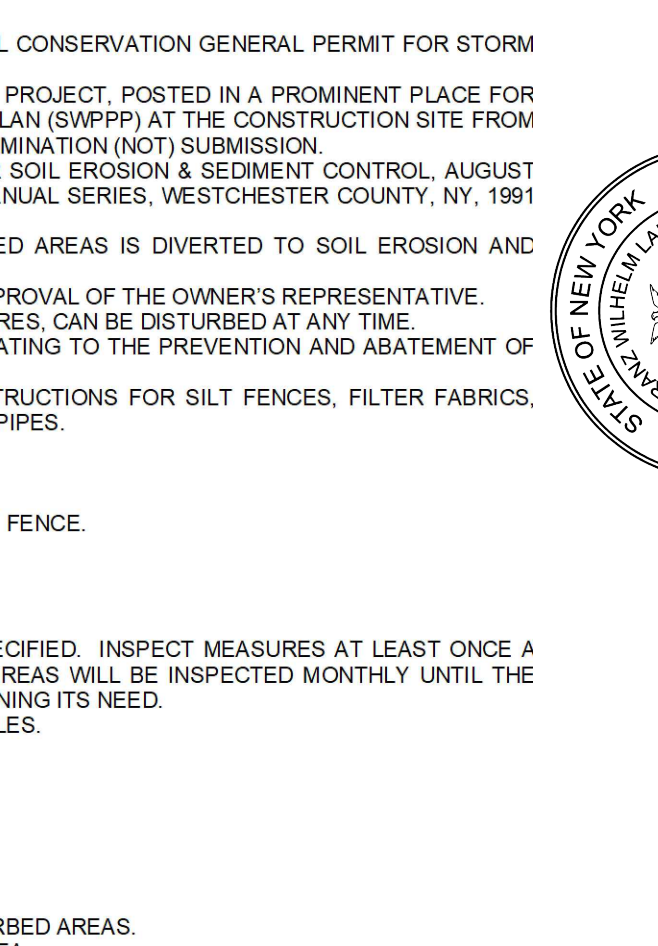 L CONSERVATION GENERAL PERMIT FOR STORM
PROJECT, POSTED IN A PROMINENT PLACE FOR
LAN (SWPPP) AT THE CONSTRUCTION SITE FROM
MINATION (NOT) SUBMISSION.
SOIL EROSION & SEDIMENT CONTROL, AUGUST
ANUAL SERIES, WESTCHESTER COUNTY, NY, 1991
ED AREAS IS DIVERTED TO SOIL EROSION AND
PROVAL OF THE OWNER'S REPRESENTATIVE.
RES, CAN BE DISTURBED AT ANY TIME.
ATING TO THE PREVENTION AND ABATEMENT OF
TRUCTIONS FOR SILT FENCES, FILTER FABRICS,
PIPES.
FENCE.
ECIFIED. INSPECT MEASURES AT LEAST ONCE A
REAS WILL BE INSPECTED MONTHLY UNTIL THE
NING ITS NEED.
LES.
RBED AREAS.
STATE OF NEW YORK
RANZ WILHELM LA